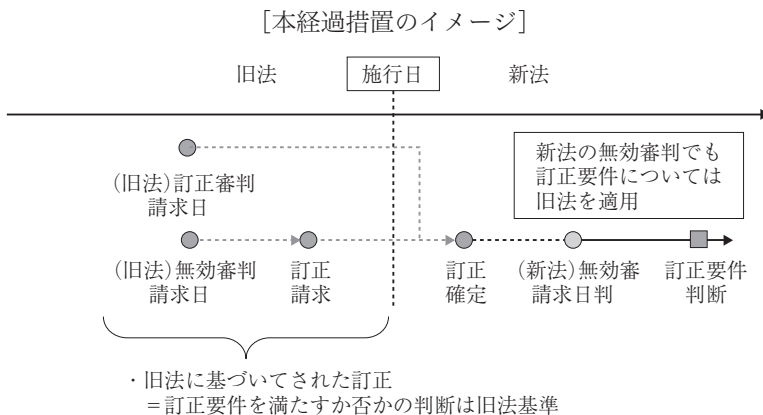 ［本経過措置のイメージ］
旧法
施行日
新法
新法の無効審判でも
訂正要件については
旧法を適用
(旧法)訂正審判
請求日
(旧法)無効審判
請求日
訂正
請求
訂正
確定
(新法)無効審
請求日判
訂正要件
判断
・旧法に基づいてされた訂正
＝訂正要件を満たすか否かの判断は旧法基準